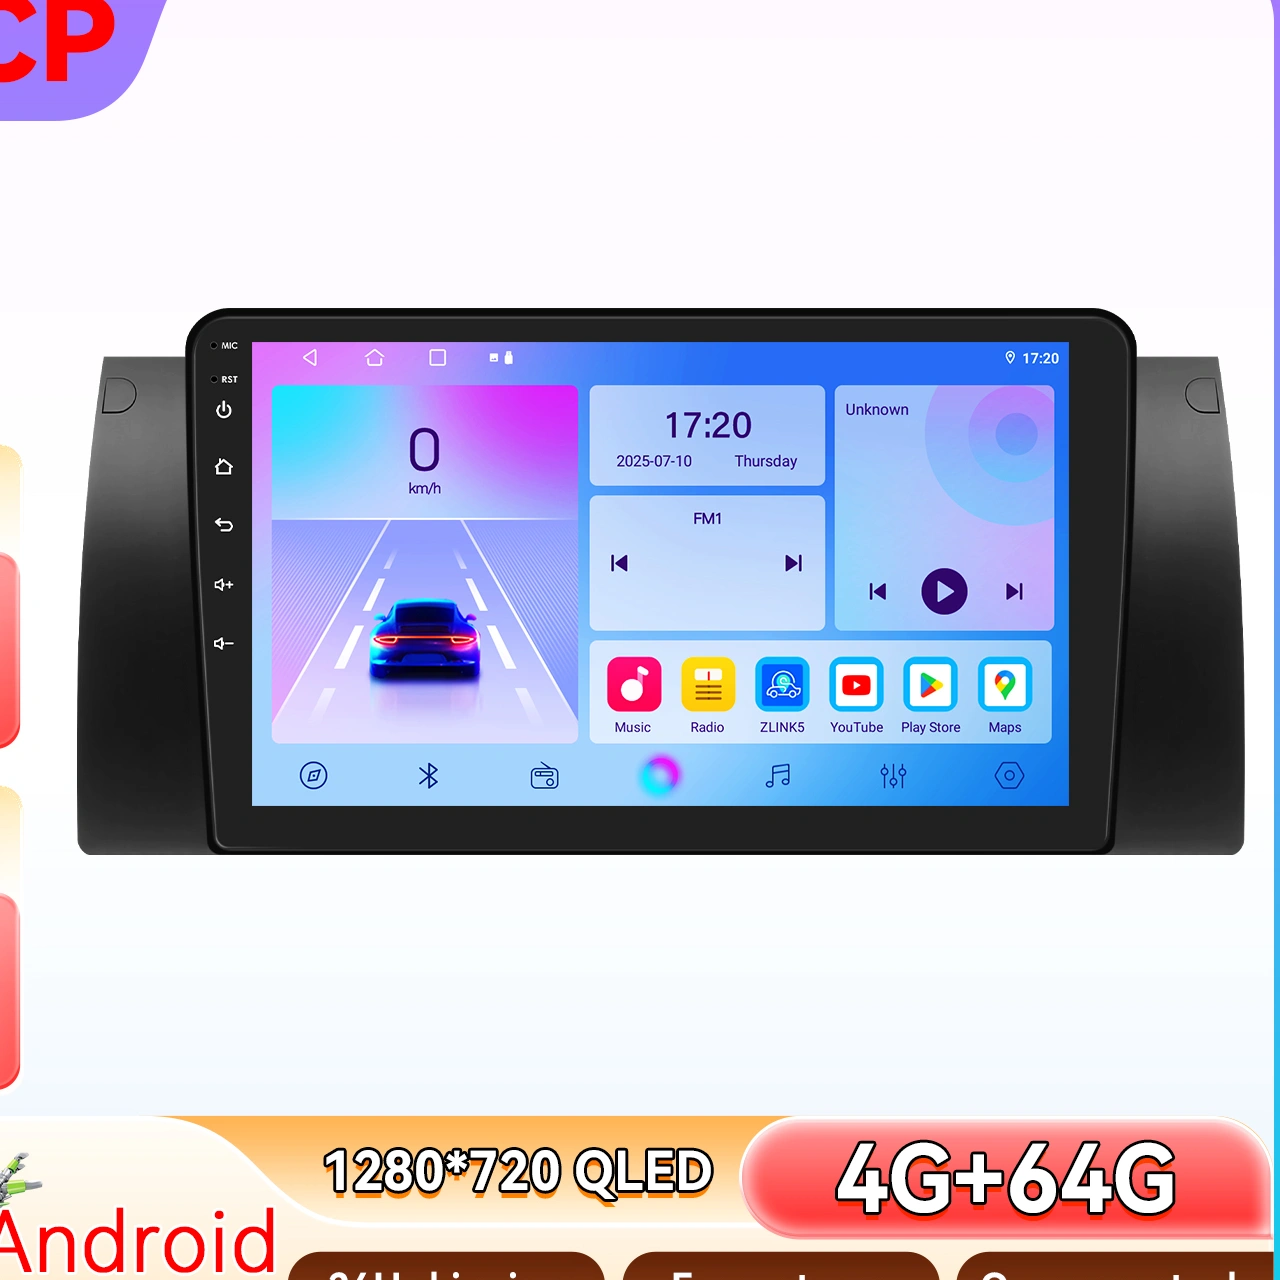 CP
MIC
RST
17:20
0
km/h
17:20
2025-07-10 Thursday
Unknown
FM1
Music Radio ZLINK5 YouTube Play Store Maps
1280*720 QLED
4G+64G
Android